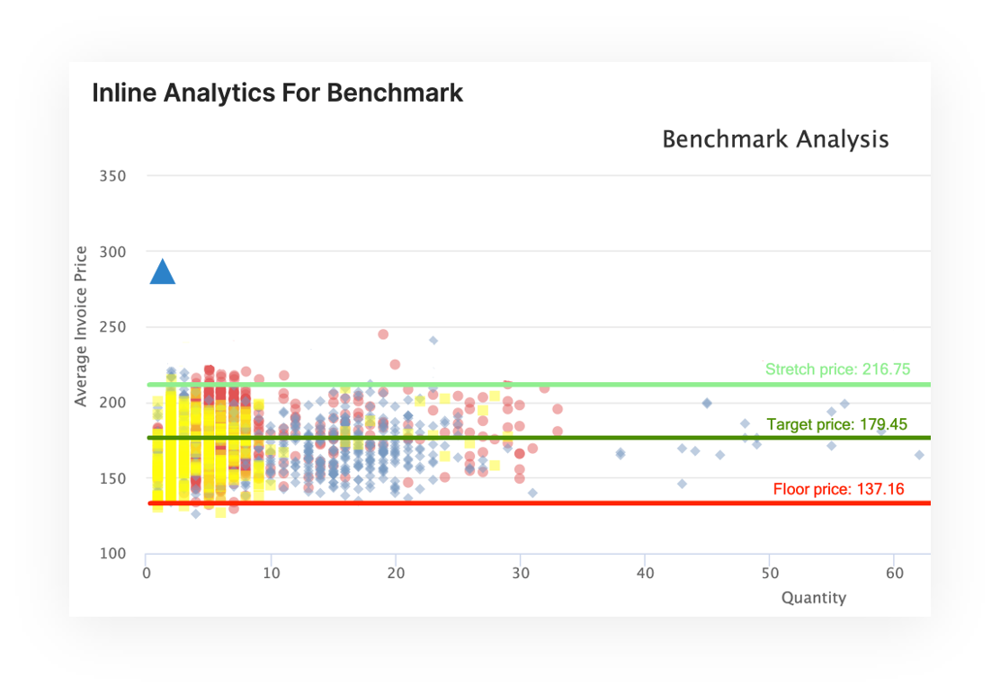 Inline Analytics For Benchmark
Benchmark Analysis
350
300
250
200
150
100
Average Invoice Price
Stretch price: 216.75
Target price: 179.45
Floor price: 137.16
0 10 20 30 40 50 60
Quantity